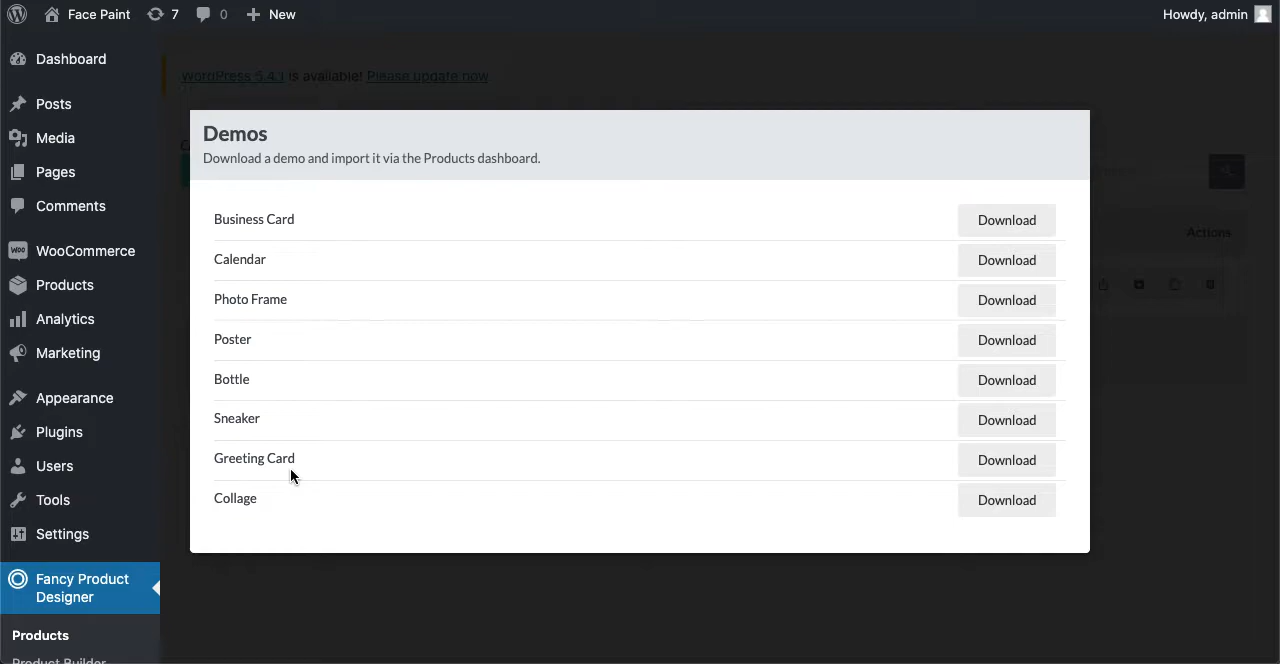 Face Paint 7 0 New Howdy, admin
Dashboard
WordPress 5.4.1 is available! Please update now
Posts
Media
Pages
Comments
WooCommerce
Products
Analytics
Marketing
Appearance
Plugins
Users
Tools
Settings
Fancy Product
Designer
Products
Product Builder
Demos
Download a demo and import it via the Products dashboard.
Business Card Download
Calendar Download
Photo Frame Download
Poster Download
Bottle Download
Sneaker Download
Greeting Card Download
Collage Download
Actions